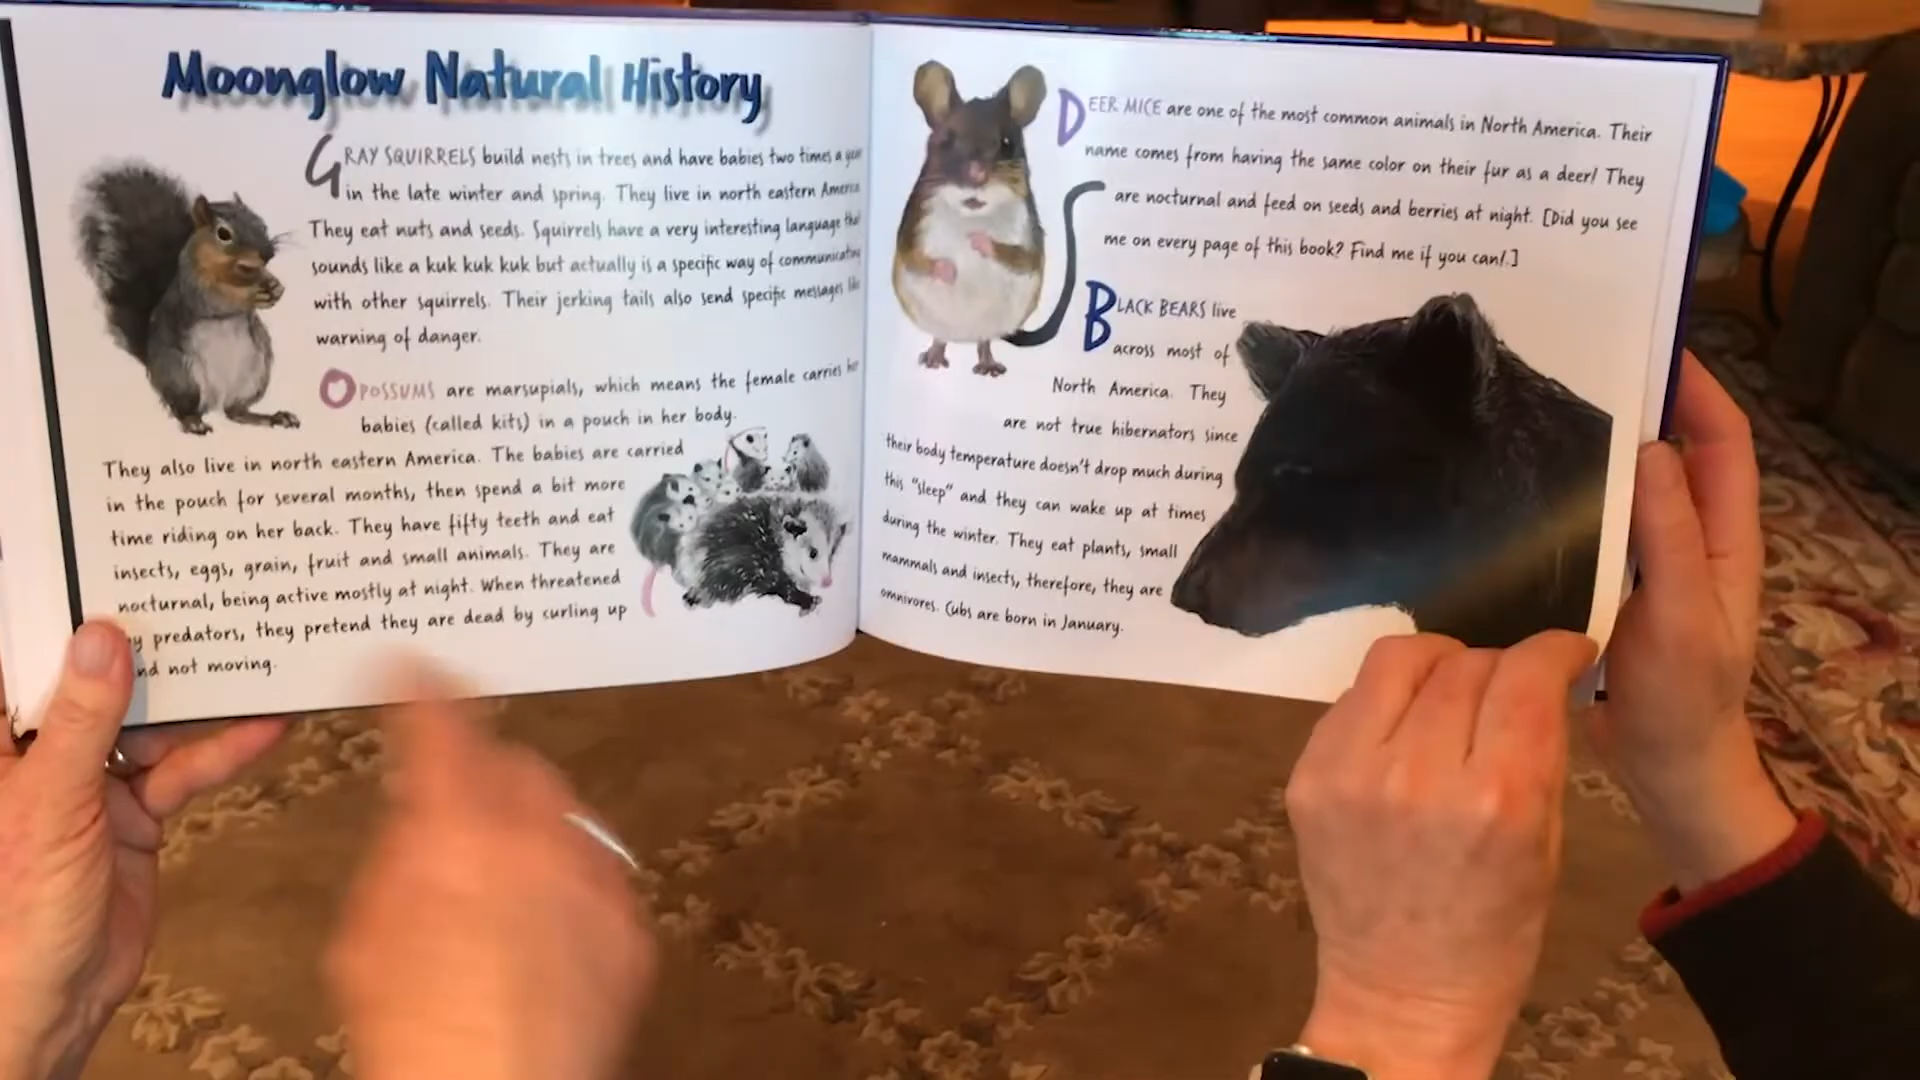 Moonglow Natural History
GRAY SQUIRRELS build nests in trees and have babies two times a year
in the late winter and spring. They live in north eastern America
They eat nuts and seeds. Squirrels have a very interesting language that
sounds like a kuk kuk kuk but actually is a specific way of communicating
with other squirrels. Their jerking tails also send specific messages like
warning of danger.
OPOSSUMS are marsupials, which means the female carries her
babies (called kits) in a pouch in her body.
They also live in north eastern America. The babies are carried
in the pouch for several months, then spend a bit more
time riding on her back. They have fifty teeth and eat
insects, eggs, grain, fruit and small animals. They are
nocturnal, being active mostly at night. When threatened
y predators, they pretend they are dead by curling up
nd not moving.
DEER MICE are one of the most common animals in North America. Their
name comes from having the same color on their fur as a deer! They
are nocturnal and feed on seeds and berries at night. [Did you see
me on every page of this book? Find me if you can!.]
BLACK BEARS live
across most of
North America. They
are not true hibernators since
their body temperature doesn't drop much during
this "sleep" and they can wake up at times
during the winter. They eat plants, small
mammals and insects, therefore, they are
omnivores. Cubs are born in January.